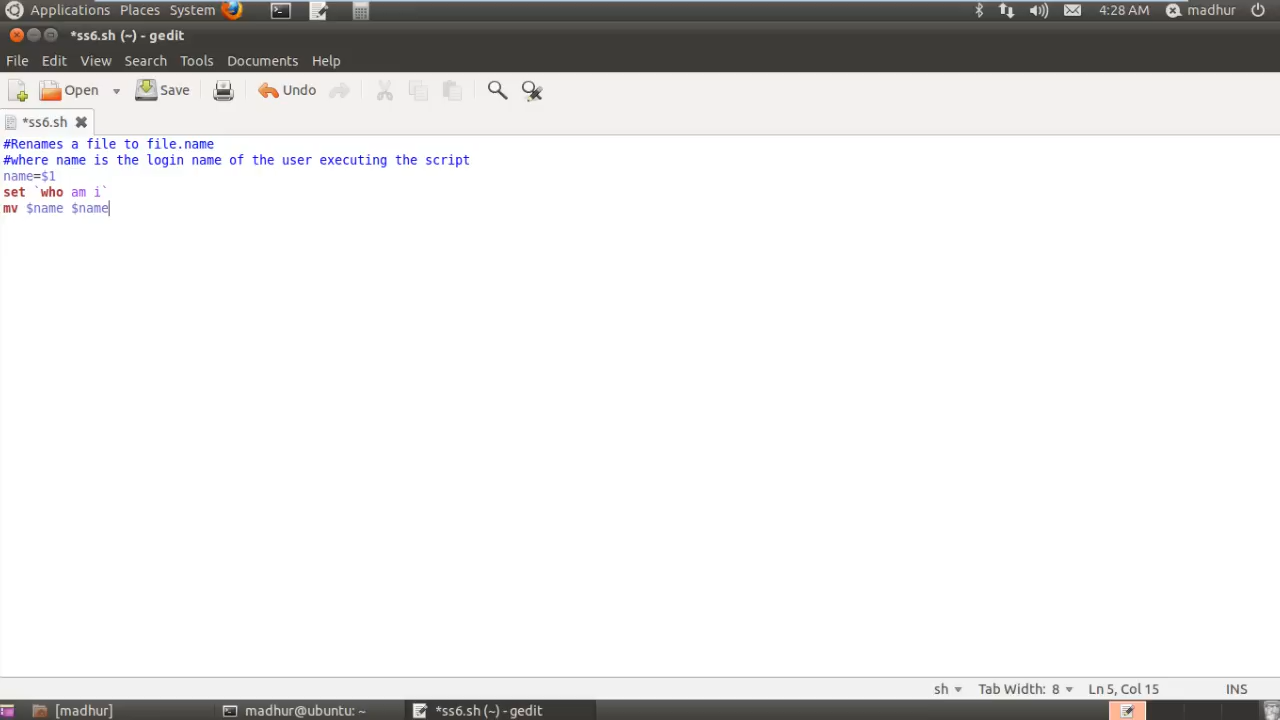 Applications Places System 4:28 AM madhur
*ss6.sh (~) - gedit
File Edit View Search Tools Documents Help
Open Save Undo
*ss6.sh
#Renames a file to file.name
#where name is the login name of the user executing the script
name=$1
set `who am i`
mv $name $name
sh Tab Width: 8 Ln 5, Col 15 INS
[madhur] madhur@ubuntu: ~ *ss6.sh (~) - gedit